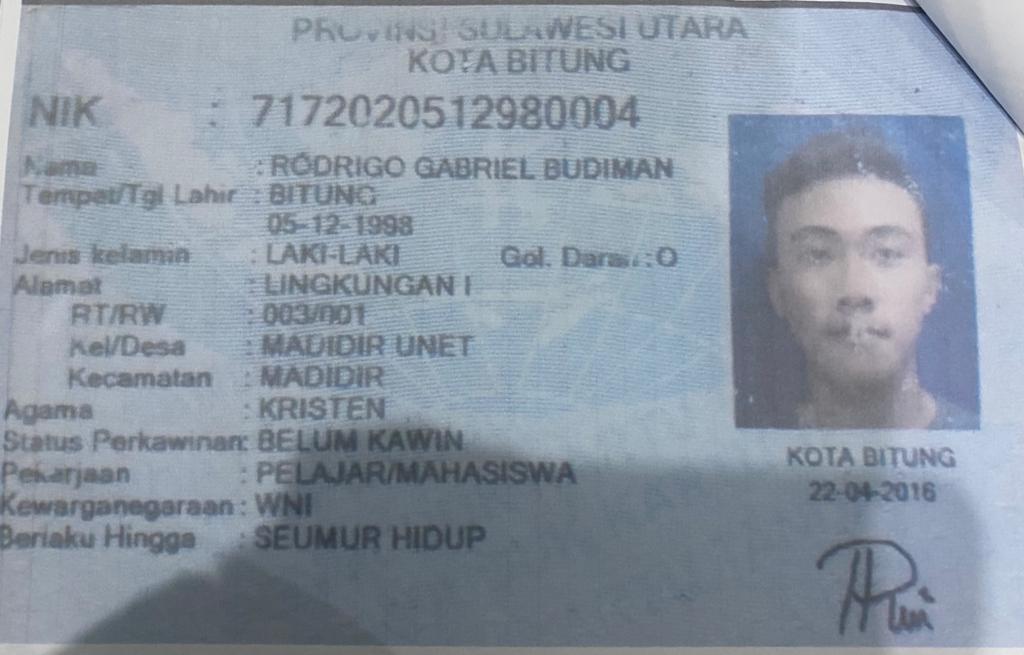 PROVINSI SULAWESI UTARA
KOTA BITUNG
NIK : 7172020512980004
Nama : RODRIGO GABRIEL BUDIMAN
Tempat/Tgl Lahir : BITUNG
05-12-1998
Jenis kelamin : LAKI-LAKI Gol. Darah : O
Alamat : LINGKUNGAN I
RT/RW : 003/001
Kel/Desa : MADIDIR UNET
Kecamatan : MADIDIR
Agama : KRISTEN
Status Perkawinan: BELUM KAWIN
Pekerjaan : PELAJAR/MAHASISWA
Kewarganegaraan : WNI
Berlaku Hingga : SEUMUR HIDUP
KOTA BITUNG
22-04-2016